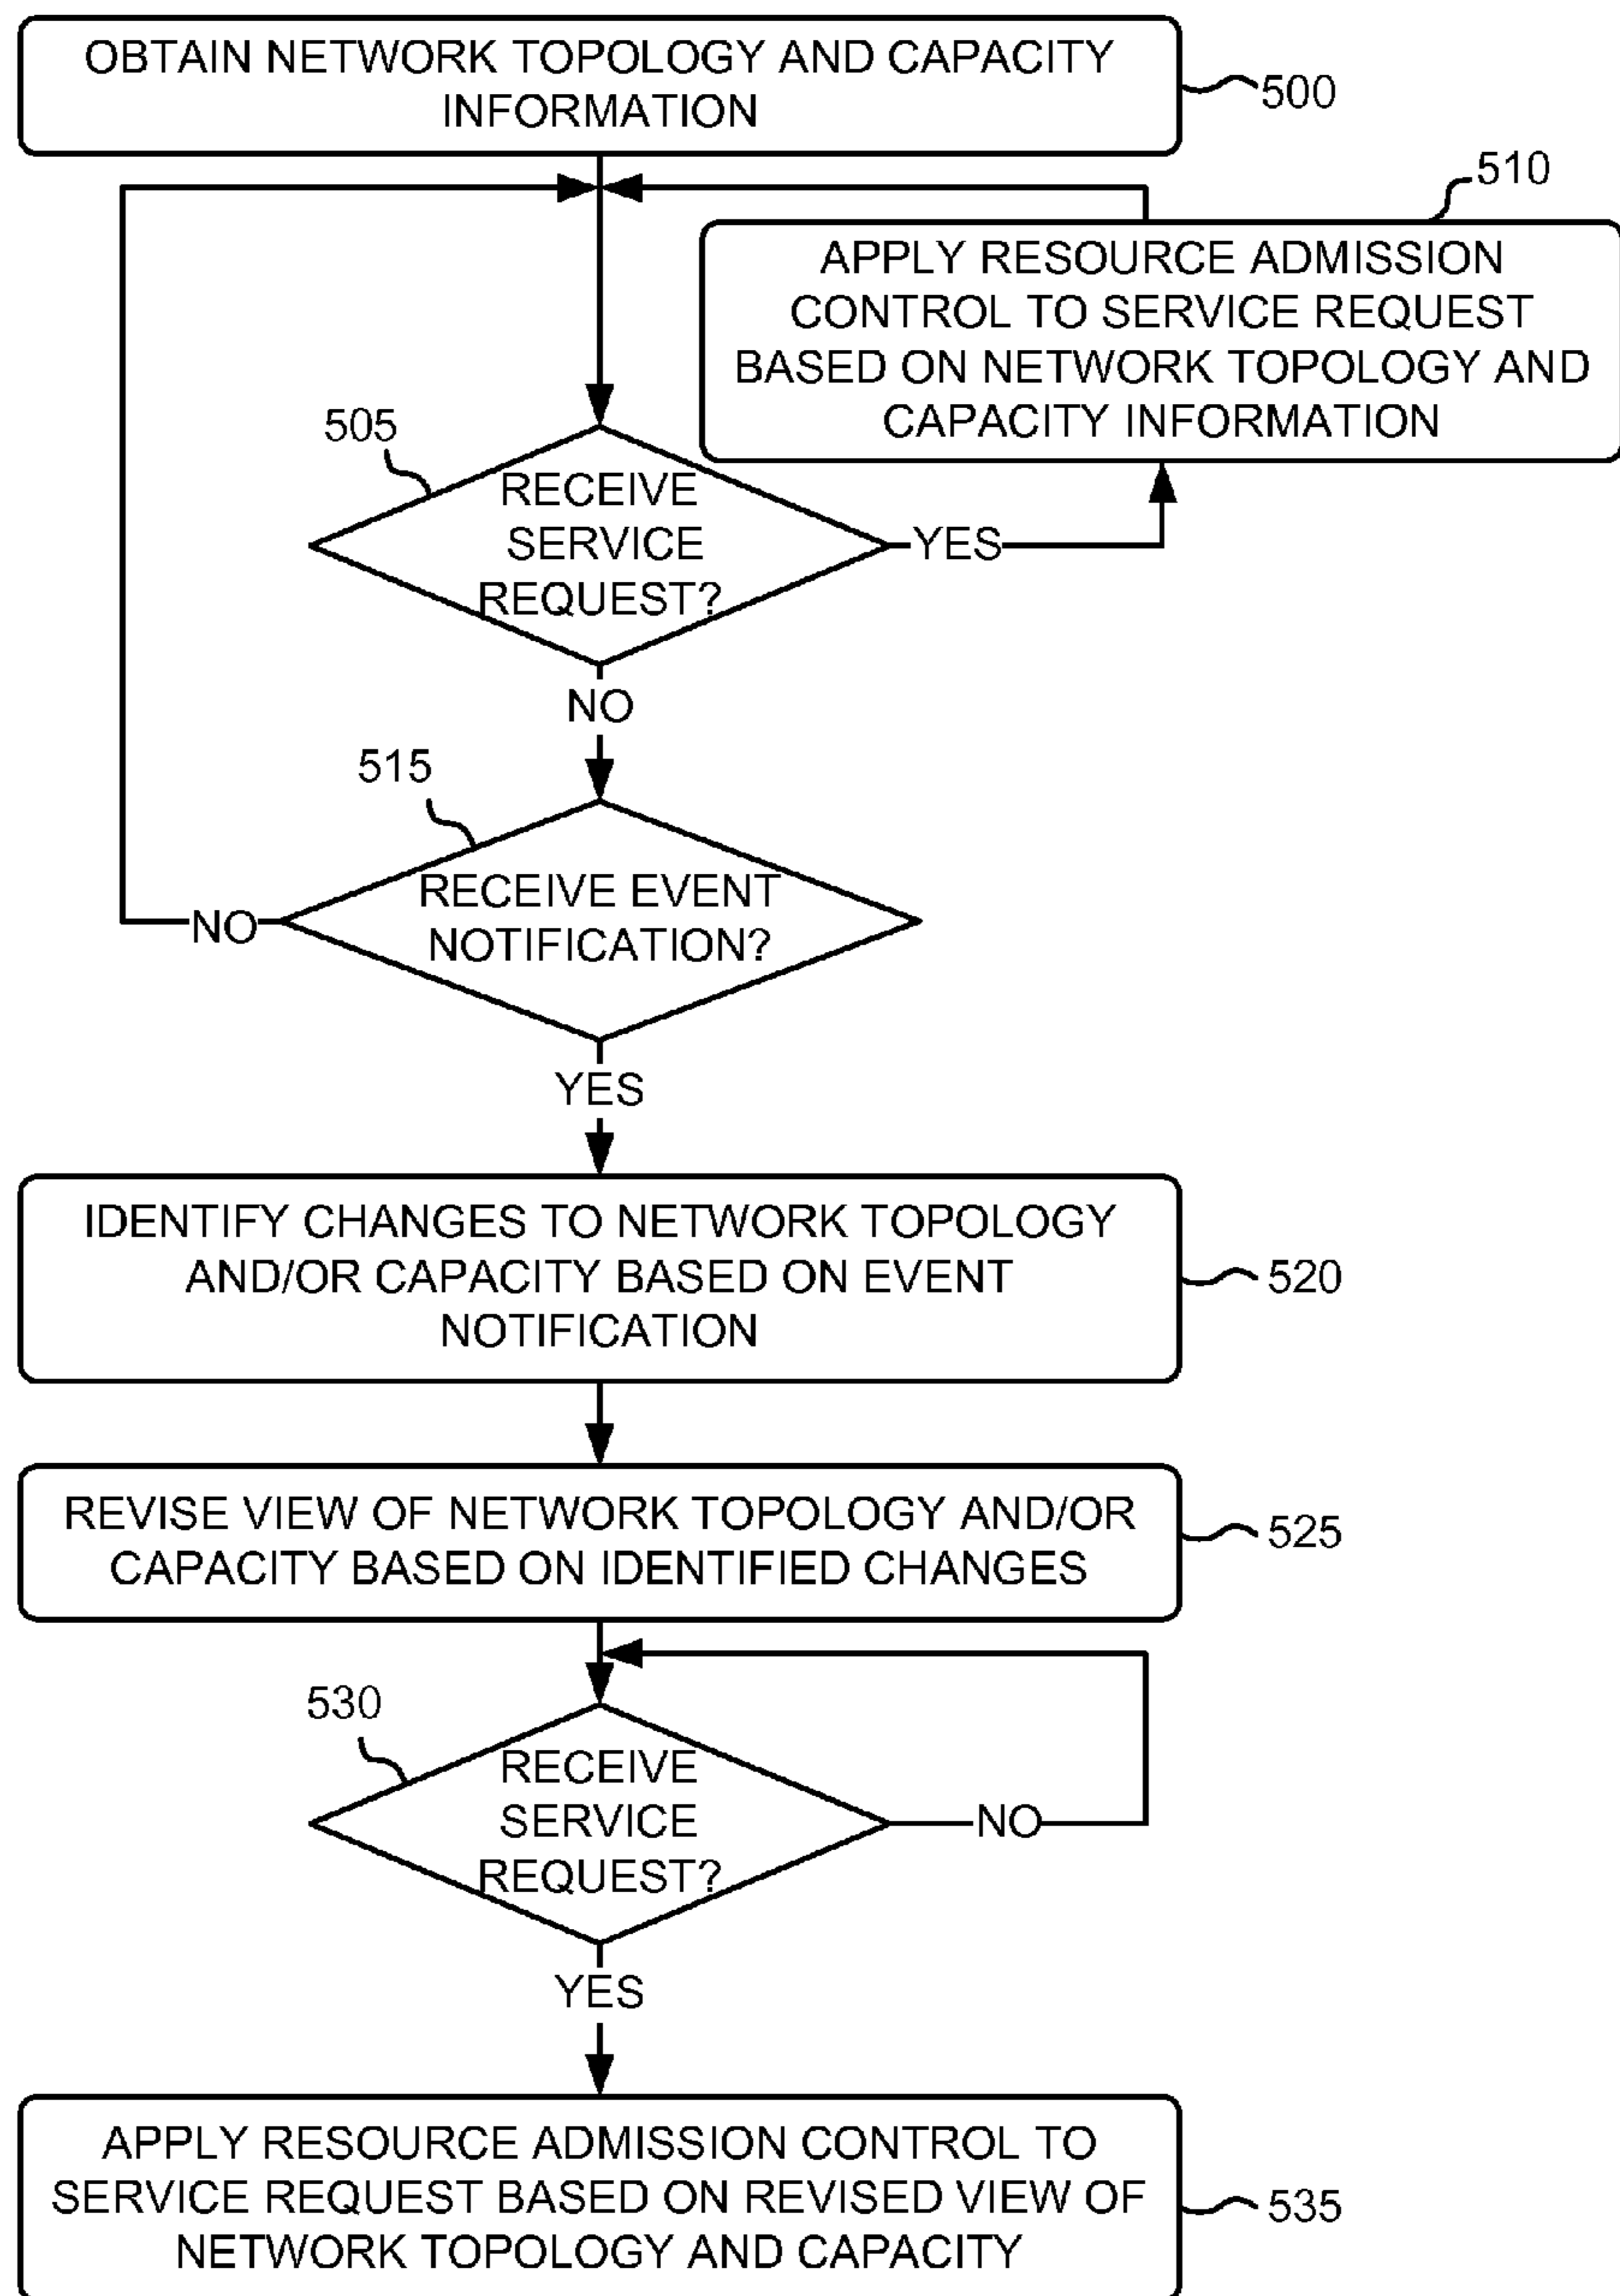 OBTAIN NETWORK TOPOLOGY AND CAPACITY
INFORMATION
500
510
APPLY RESOURCE ADMISSION
CONTROL TO SERVICE REQUEST
BASED ON NETWORK TOPOLOGY AND
CAPACITY INFORMATION
505
RECEIVE
SERVICE
REQUEST?
YES
NO
515
RECEIVE EVENT
NOTIFICATION?
NO
YES
IDENTIFY CHANGES TO NETWORK TOPOLOGY
AND/OR CAPACITY BASED ON EVENT
NOTIFICATION
520
REVISE VIEW OF NETWORK TOPOLOGY AND/OR
CAPACITY BASED ON IDENTIFIED CHANGES
525
530
RECEIVE
SERVICE
REQUEST?
NO
YES
APPLY RESOURCE ADMISSION CONTROL TO
SERVICE REQUEST BASED ON REVISED VIEW OF
NETWORK TOPOLOGY AND CAPACITY
535